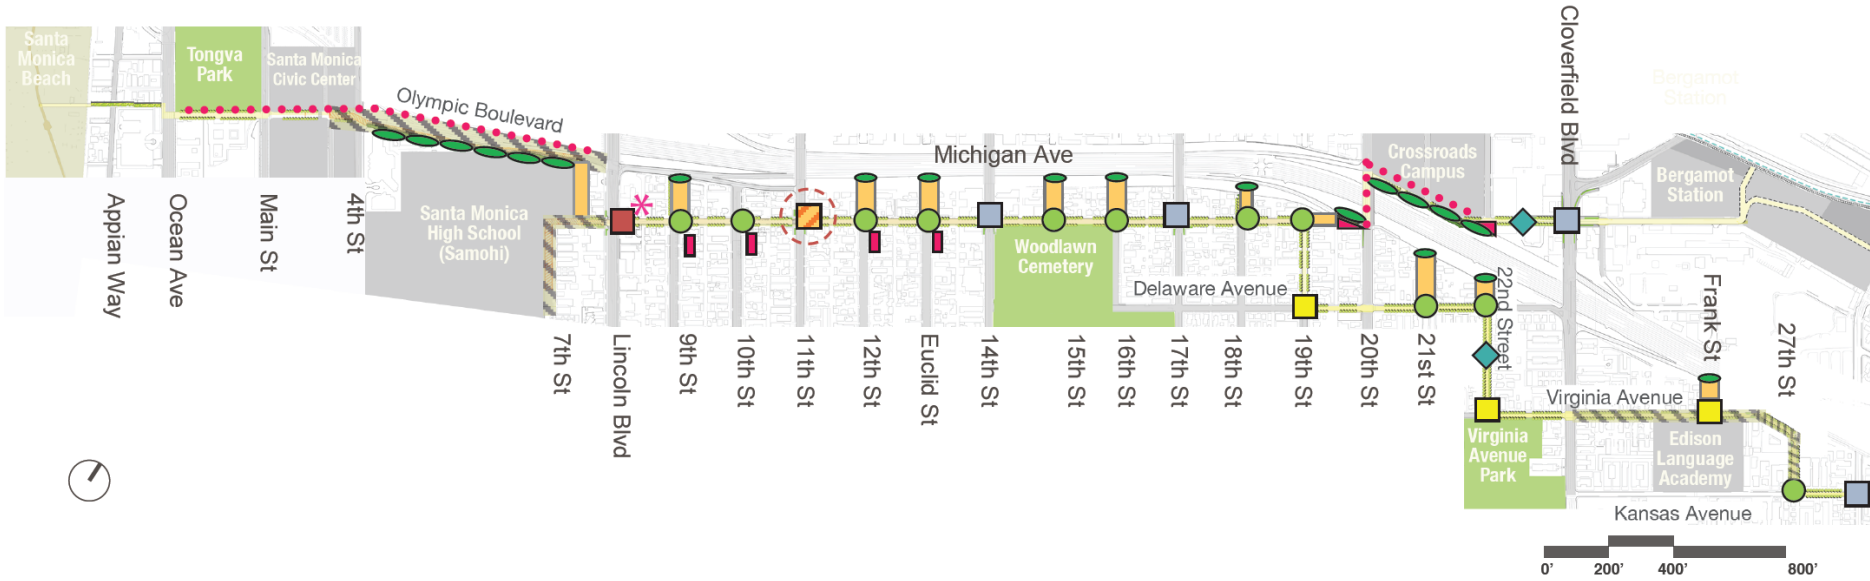 Santa
Monica
Beach
Tongva
Park
Santa Monica
Civic Center
Olympic Boulevard
Michigan Ave
Crossroads
Campus
Cloverfield Blvd
Bergamot
Station
Bergamot
Station
Appian Way
Ocean Ave
Main St
4th St
Santa Monica
High School
(Samohi)
Woodlawn
Cemetery
Delaware Avenue
22nd Street
Frank St
27th St
7th St
Lincoln Blvd
9th St
10th St
11th St
12th St
Euclid St
14th St
15th St
16th St
17th St
18th St
19th St
20th St
21st St
Virginia Avenue
Virginia
Avenue
Park
Edison
Language
Academy
Kansas Avenue
0' 200' 400' 800'